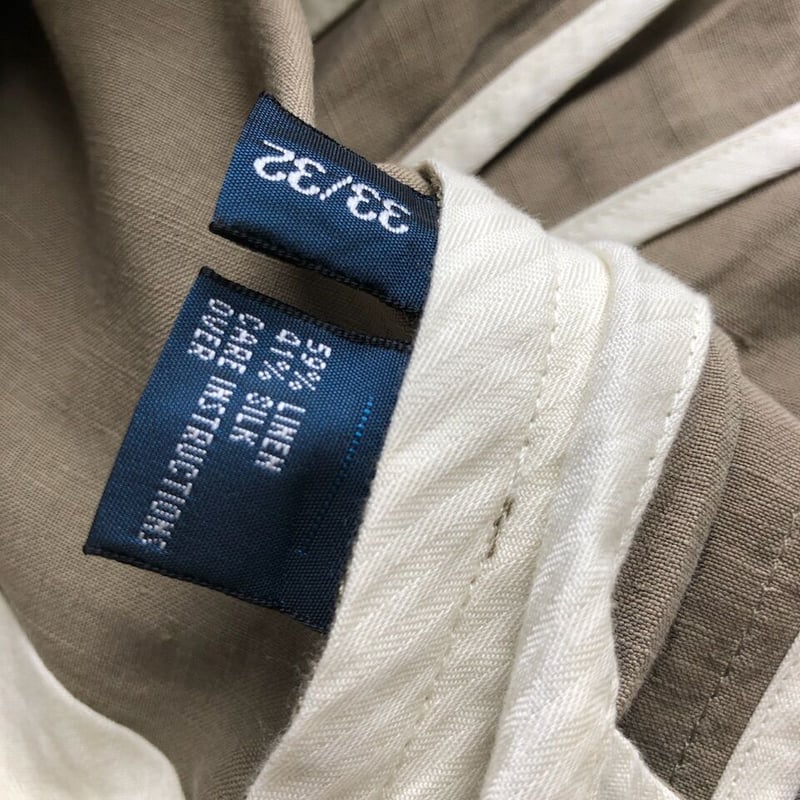 33/32
59% LINEN
41% SILK
CARE INSTRUCTIONS
OVER